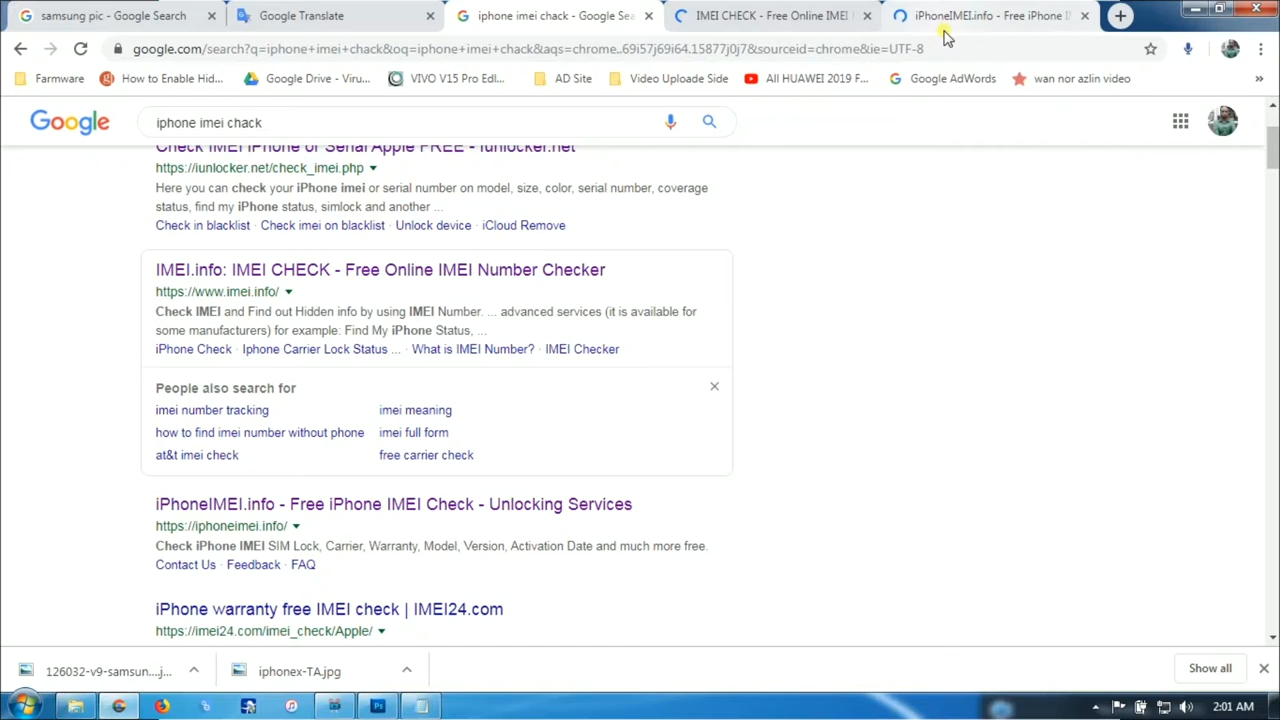 samsung pic - Google Search
Google Translate
iphone imei chack - Google Sea
IMEI CHECK - Free Online IMEI
iPhoneIMEI.info - Free iPhone I
google.com/search?q=iphone+imei+chack&oq=iphone+imei+chack&aqs=chrome..69i57j69i64.15877j0j7&sourceid=chrome&ie=UTF-8
Farmware
How to Enable Hid...
Google Drive - Viru...
VIVO V15 Pro Edl...
AD Site
Video Uploade Side
All HUAWEI 2019 F...
Google AdWords
wan nor azlin video
»
Google
iphone imei chack
Check IMEI iPhone or Serial Apple FREE - iunlocker.net
https://iunlocker.net/check_imei.php
Here you can check your iPhone imei or serial number on model, size, color, serial number, coverage
status, find my iPhone status, simlock and another ...
Check in blacklist · Check imei on blacklist · Unlock device · iCloud Remove
IMEI.info: IMEI CHECK - Free Online IMEI Number Checker
https://www.imei.info/
Check IMEI and Find out Hidden info by using IMEI Number. ... advanced services (it is available for
some manufacturers) for example: Find My iPhone Status, ...
iPhone Check · Iphone Carrier Lock Status ... · What is IMEI Number? · IMEI Checker
People also search for
imei number tracking
imei meaning
how to find imei number without phone
imei full form
at&t imei check
free carrier check
iPhoneIMEI.info - Free iPhone IMEI Check - Unlocking Services
https://iphoneimei.info/
Check iPhone IMEI SIM Lock, Carrier, Warranty, Model, Version, Activation Date and much more free.
Contact Us · Feedback · FAQ
iPhone warranty free IMEI check | IMEI24.com
https://imei24.com/imei_check/Apple/
126032-v9-samsun....j...
iphonex-TA.jpg
Show all
2:01 AM